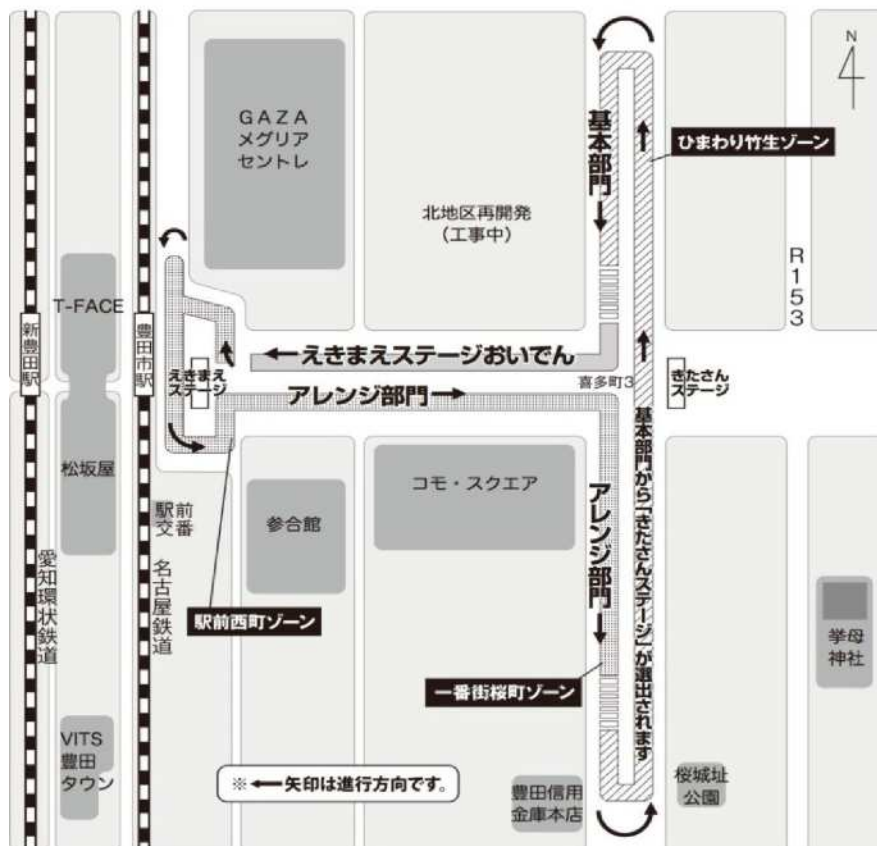 N
GAZA
メグリア
セントレ
北地区再開発
（工事中）
基本部門
ひまわり竹生ゾーン
R153
T-FACE
新豊田駅
豊田市駅
えきまえ
ステージ
えきまえステージおいでん
アレンジ部門
喜多町3
きたさん
ステージ
基本部門から「きたさんステージ」が選出されます
松坂屋
駅前
交番
参合館
コモ・スクエア
アレンジ部門
愛知環状鉄道
名古屋鉄道
駅前西町ゾーン
一番街桜町ゾーン
挙母
神社
VITS
豊田
タウン
※←矢印は進行方向です。
豊田信用
金庫本店
桜城址
公園